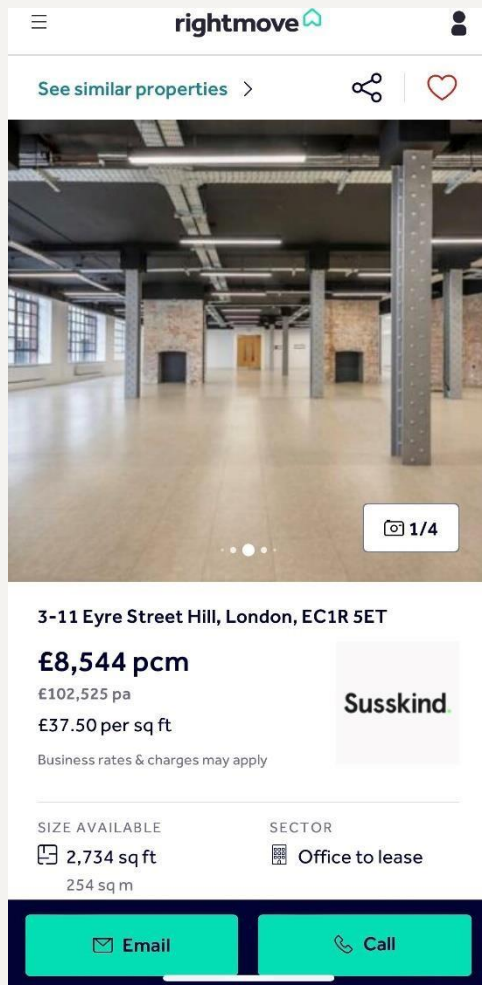 rightmove
See similar properties
1/4
3-11 Eyre Street Hill, London, EC1R 5ET
£8,544 pcm
£102,525 pa
£37.50 per sq ft
Business rates & charges may apply
Susskind.
SIZE AVAILABLE
2,734 sq ft
254 sq m
SECTOR
Office to lease
Email
Call